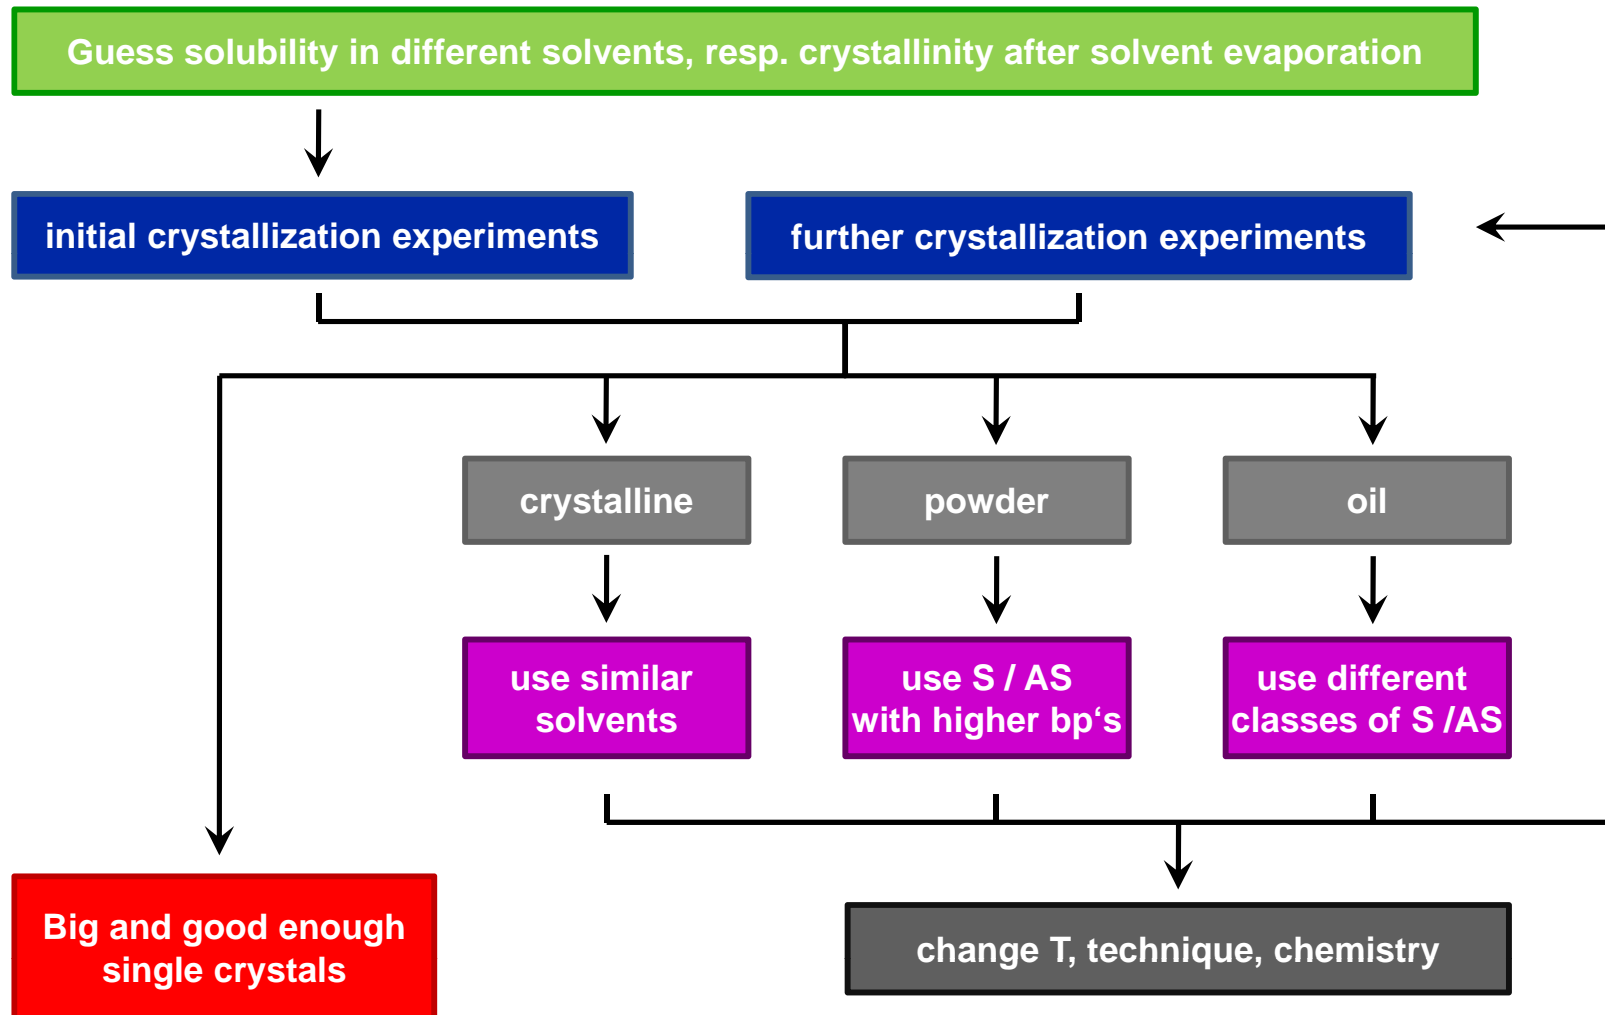 Guess solubility in different solvents, resp. crystallinity after solvent evaporation
initial crystallization experiments
further crystallization experiments
crystalline
powder
oil
use similar
solvents
use S / AS
with higher bp‘s
use different
classes of S /AS
Big and good enough
single crystals
change T, technique, chemistry